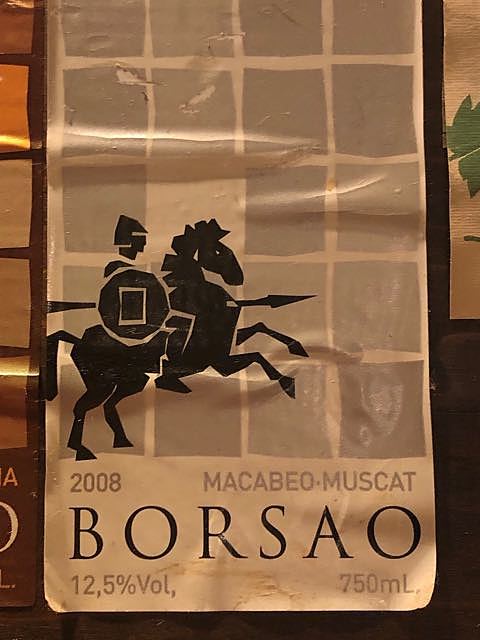 2008 MACABEO·MUSCAT
BORSAO
12,5%Vol, 750mL.